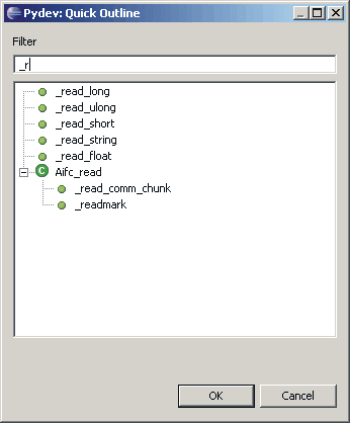 Pydev: Quick Outline
Filter
_r
_read_long
_read_ulong
_read_short
_read_string
_read_float
C Aifc_read
_read_comm_chunk
_readmark
OK Cancel